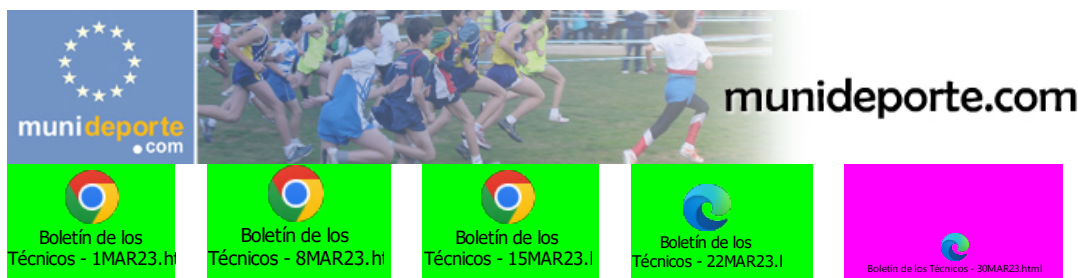 munideporte
.com
munideporte.com
Boletín de los
Técnicos - 1MAR23.ht
Boletín de los
Técnicos - 8MAR23.ht
Boletín de los
Técnicos - 15MAR23.l
Boletín de los
Técnicos - 22MAR23.l
Boletín de los Técnicos - 30MAR23.html